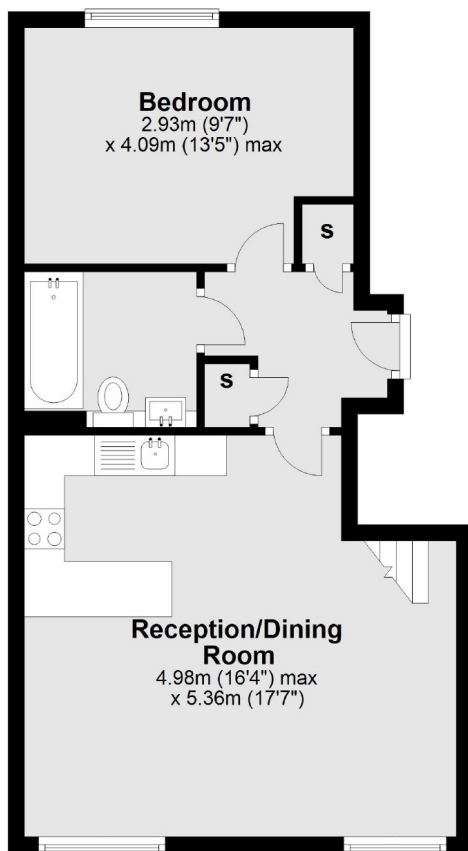 Bedroom
2.93m (9'7")
x 4.09m (13'5") max
s
s
Reception/Dining
Room
4.98m (16'4") max
x 5.36m (17'7")